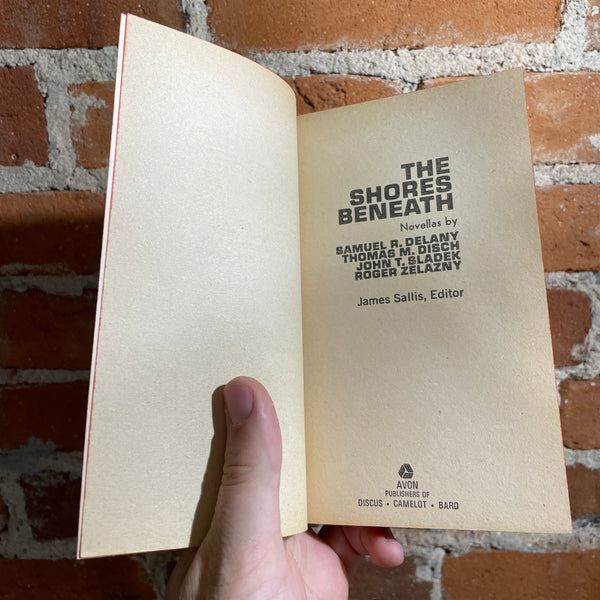 THE
SHORES
BENEATH
Novellas by
SAMUEL R. DELANY
THOMAS M. DISCH
JOHN T. SLADEK
ROGER ZELAZNY
James Sallis, Editor
AVON
PUBLISHERS OF
DISCUS • CAMELOT • BARD